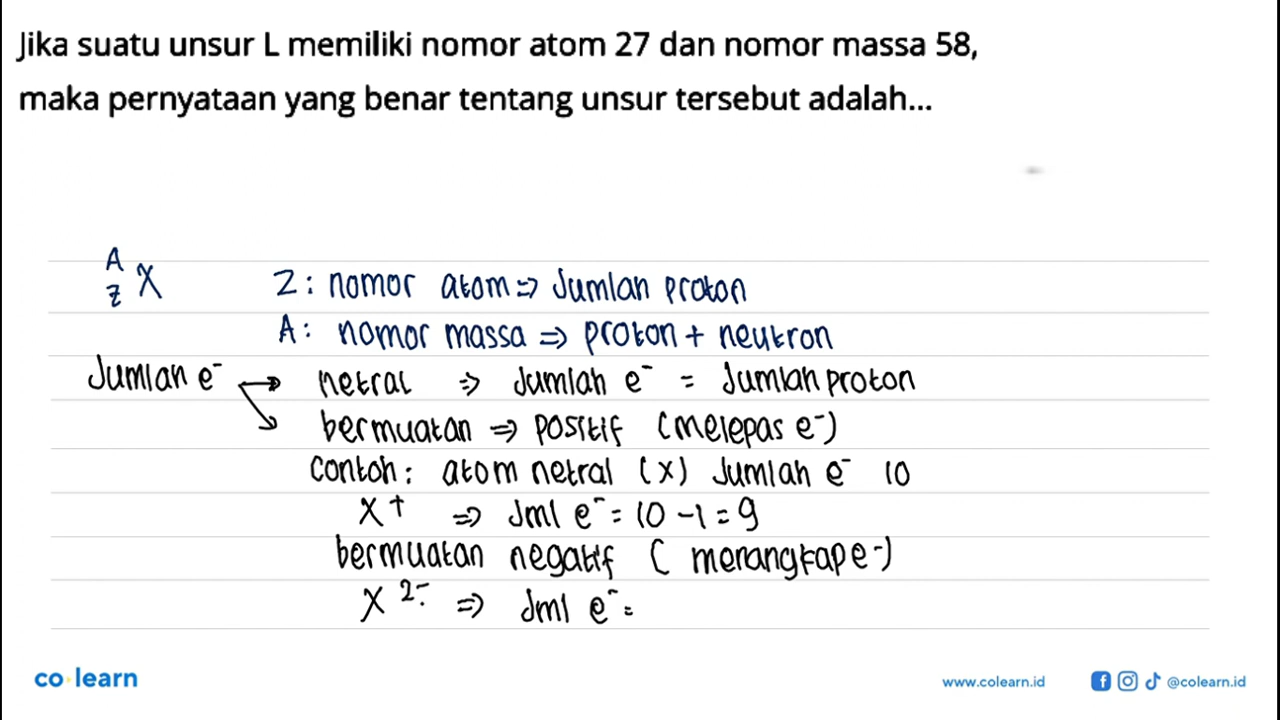 Jika suatu unsur L memiliki nomor atom 27 dan nomor massa 58,
maka pernyataan yang benar tentang unsur tersebut adalah...
A
Z X Z : nomor atom => Jumlah proton
A : nomor massa => proton + neutron
Jumlah e⁻ netral => Jumlah e⁻ = Jumlah proton
bermuatan => positif (melepas e⁻)
Contoh : atom netral (X) Jumlah e⁻ 10
X⁺ => Jml e⁻ = 10 - 1 = 9
bermuatan negatif ( menangkap e⁻)
X²⁻ => Jml e⁻ =
co learn www.colearn.id @colearn.id